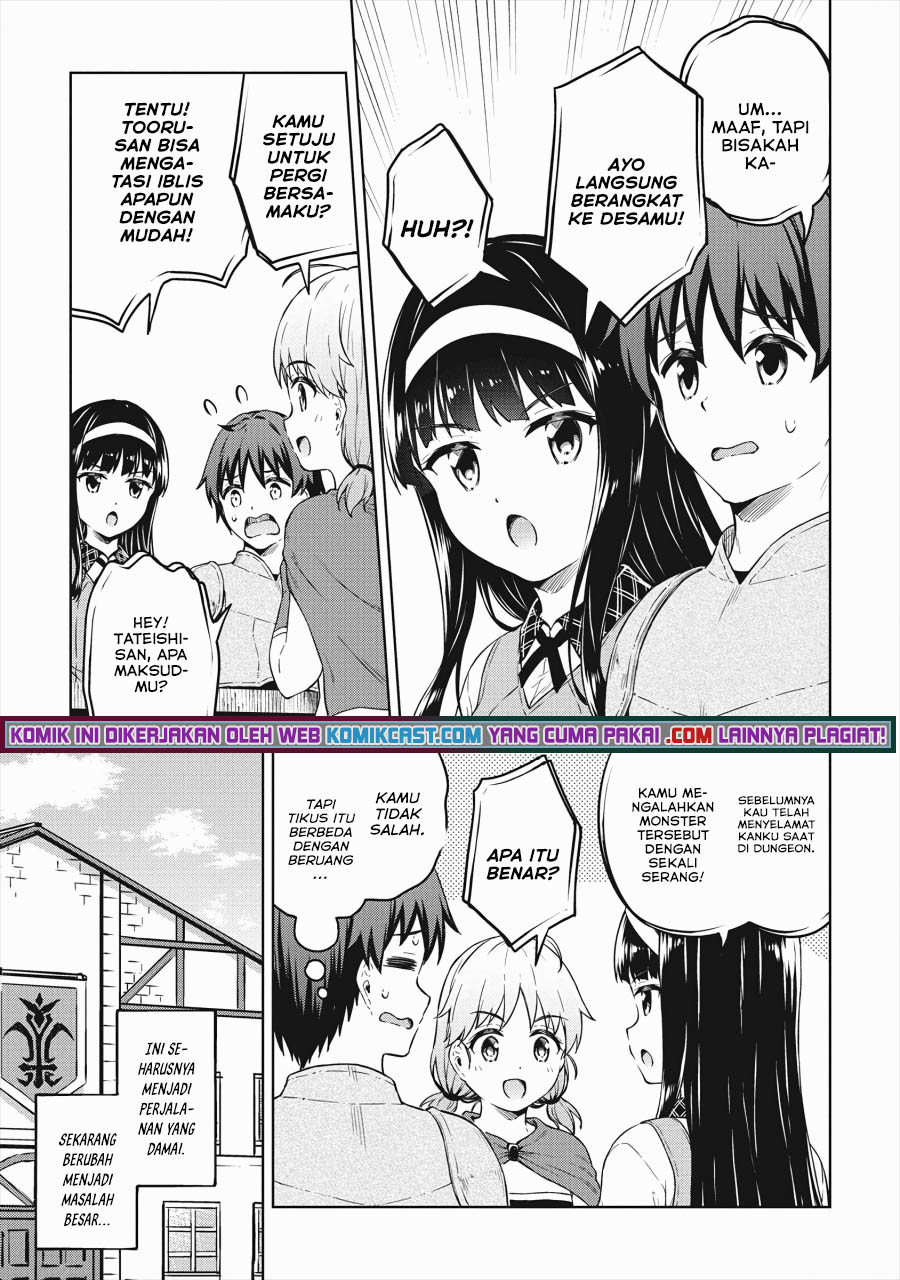 UM...
MAAF, TAPI
BISAKAH
KA-
AYO
LANGSUNG
BERANGKAT
KE DESAMU!
HUH?!
KAMU
SETUJU
UNTUK
PERGI
BERSA-
MAKU?
TENTU!
TOORU-
SAN BISA
MENGA-
TASI IBLIS
APAPUN
DENGAN
MUDAH!
HEY!
TATEISHI-
SAN, APA
MAKSUD-
MU?
KOMIK INI DIKERJAKAN OLEH WEB KOMIKCAST.COM YANG CUMA PAKAI .COM LAINNYA PLAGIAT!
SEBELUMNYA
KAU TELAH
MENYELAMAT
KANKU SAAT
DI DUNGEON.
KAMU ME-
NGALAHKAN
MONSTER
TERSEBUT
DENGAN
SEKALI
SERANG!
APA ITU
BENAR?
KAMU
TIDAK
SALAH.
TAPI
TIKUS ITU
BERBEDA
DENGAN
BERUANG
...
INI SE-
HARUSNYA
MENJADI
PERJALA-
NAN YANG
DAMAI.
SEKARANG
BERUBAH
MENJADI
MASALAH
BESAR...